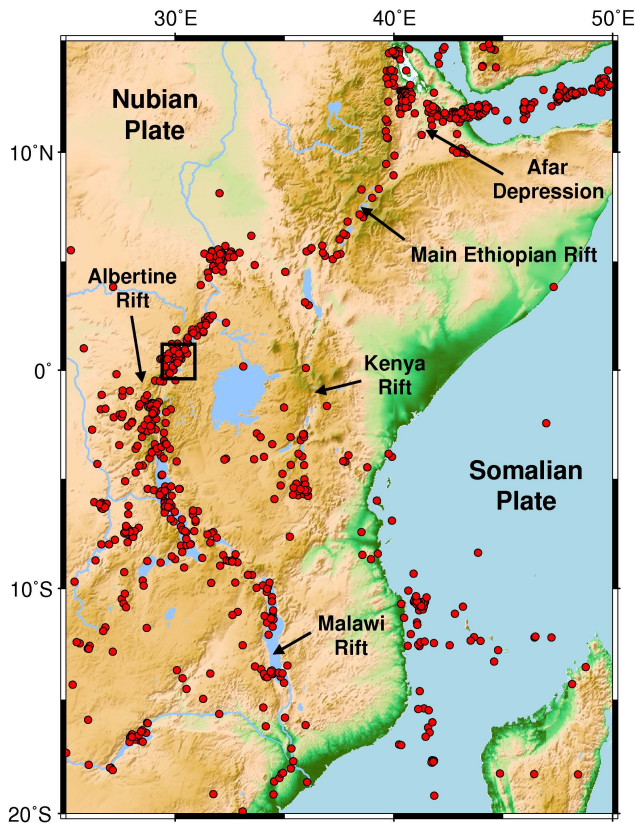 30°E
40°E
50°E
Nubian
Plate
10°N
Afar
Depression
Main Ethiopian Rift
Albertine
Rift
0°
Kenya
Rift
Somalian
Plate
10°S
Malawi
Rift
20°S